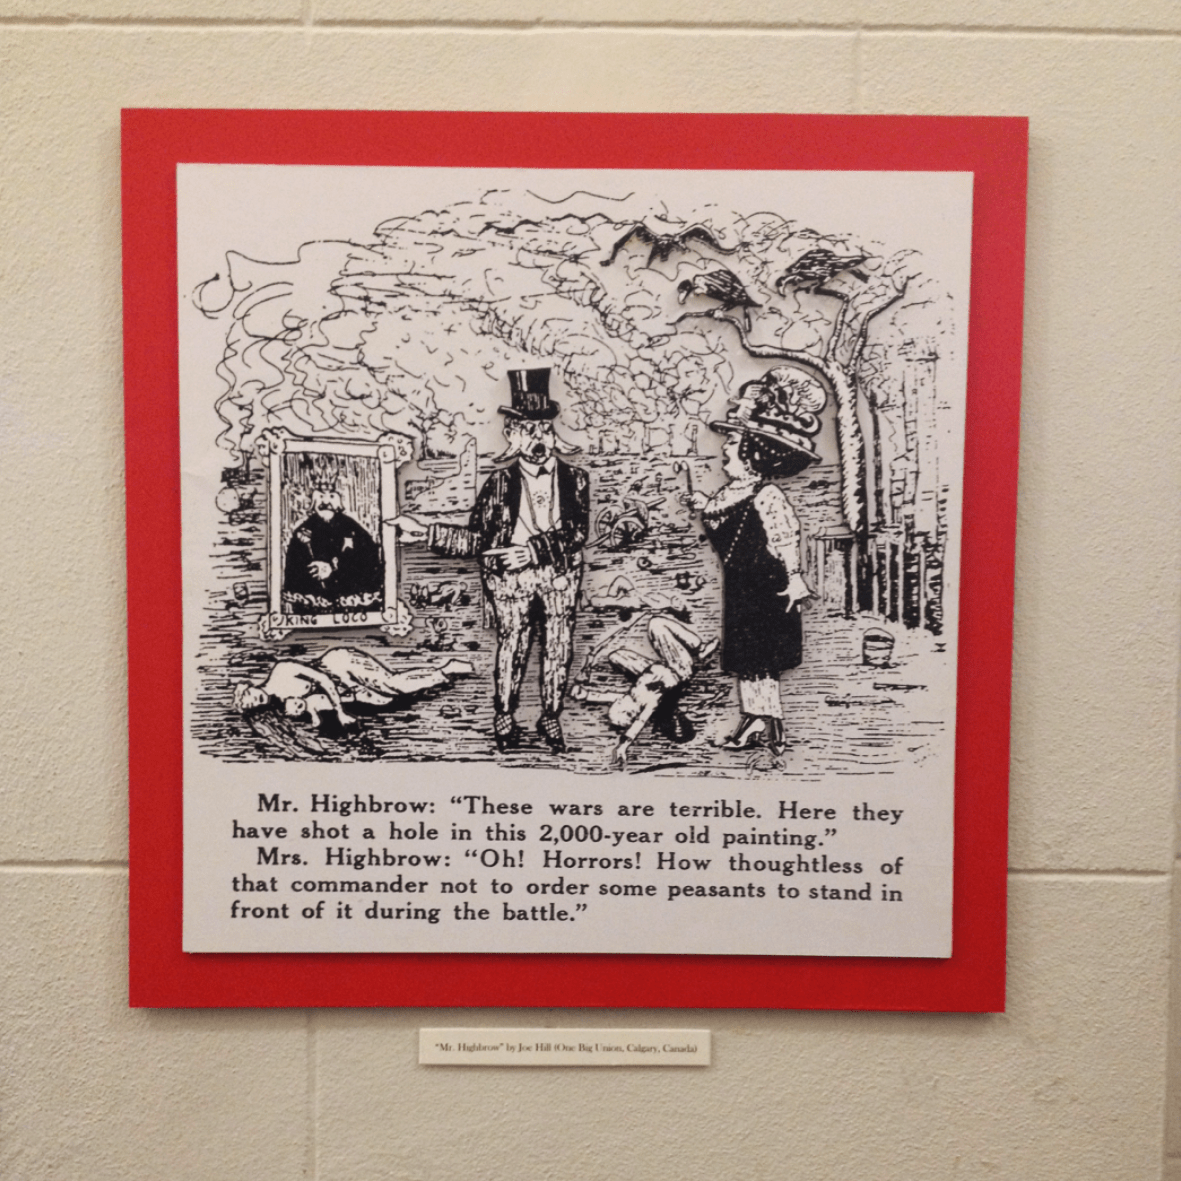 KING LOCO
Mr. Highbrow: “These wars are terrible. Here they
have shot a hole in this 2,000-year old painting.”
Mrs. Highbrow: “Oh! Horrors! How thoughtless of
that commander not to order some peasants to stand in
front of it during the battle.”
“Mr. Highbrow” by Joe Hill (One Big Union, Calgary, Canada)